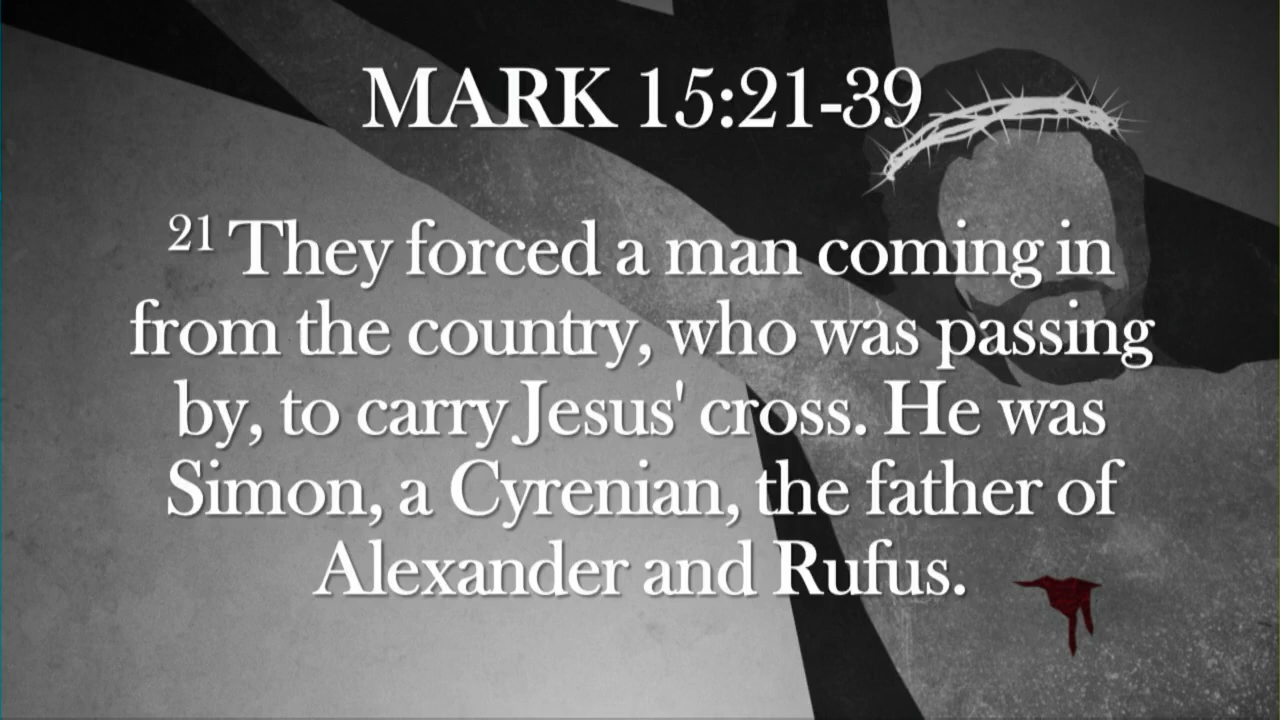 MARK 15:21-39
21 They forced a man coming in
from the country, who was passing
by, to carry Jesus' cross. He was
Simon, a Cyrenian, the father of
Alexander and Rufus.